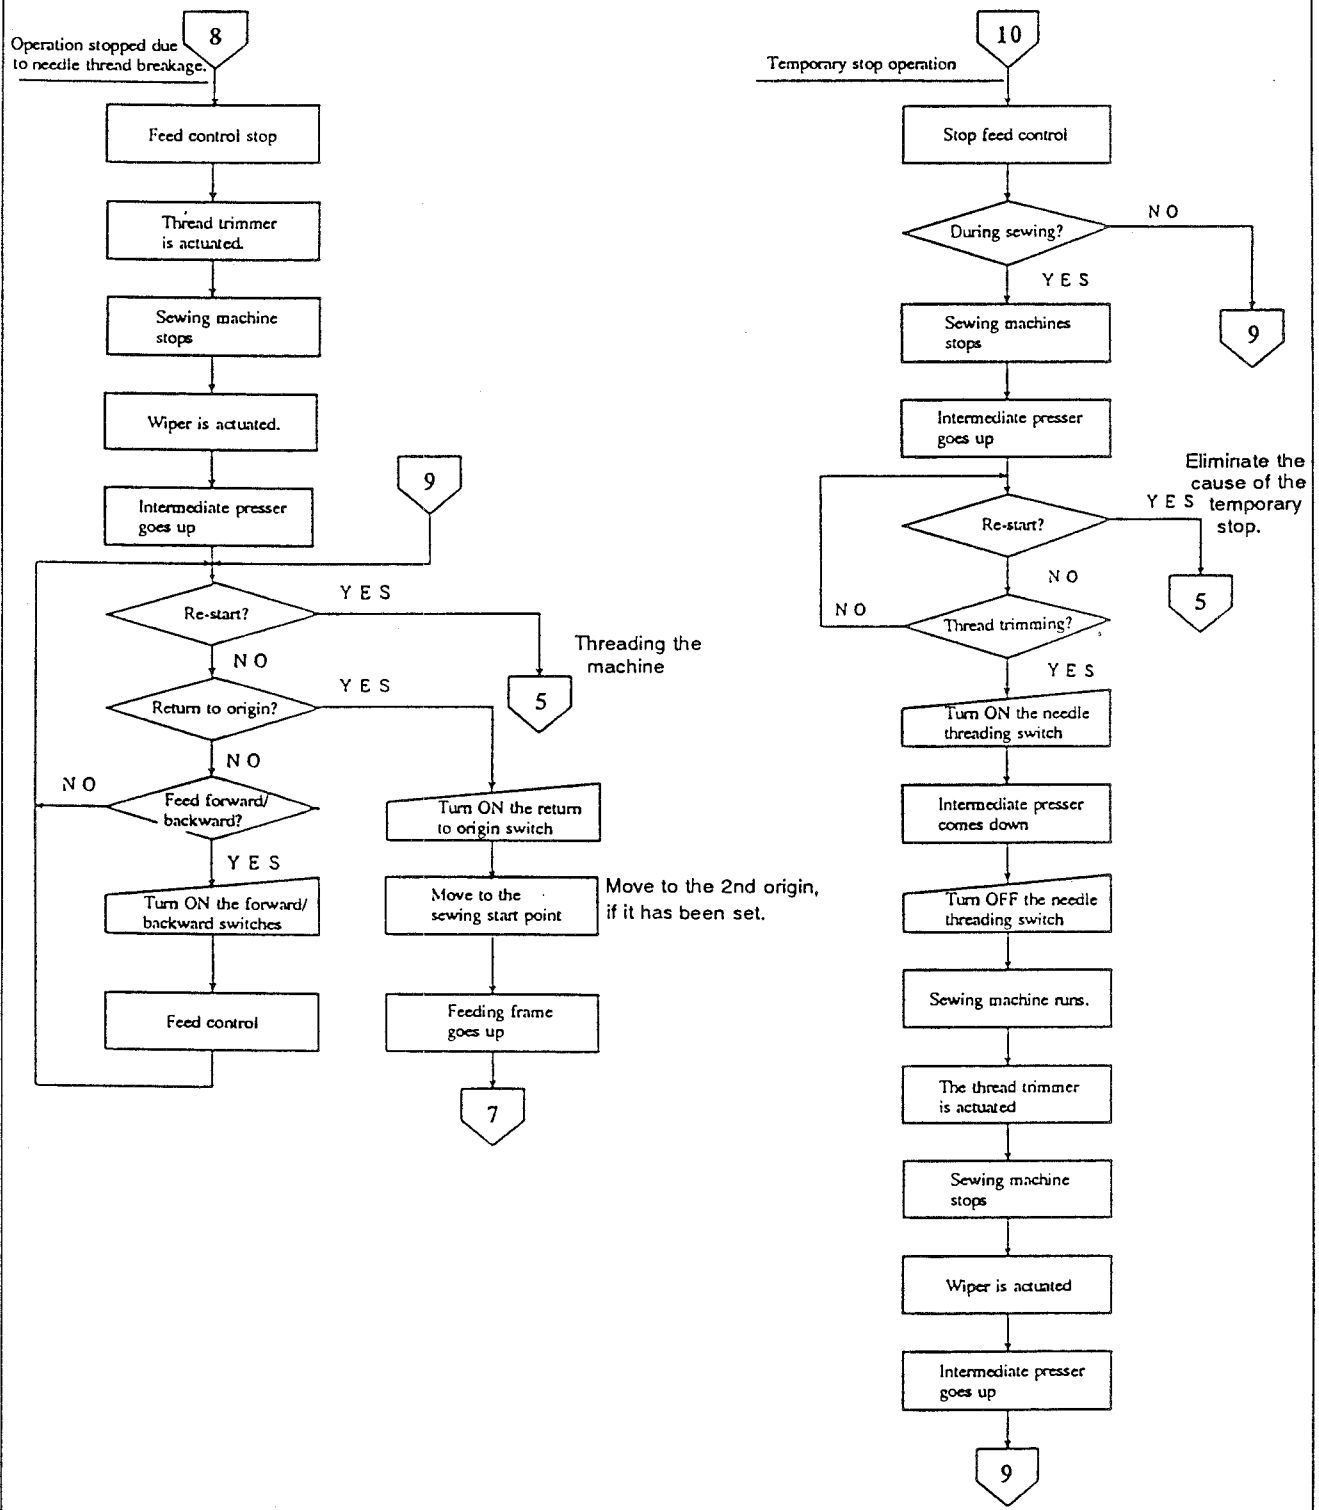 8
Operation stopped due
to needle thread breakage.
Feed control stop
Thread trimmer
is actuated.
Sewing machine
stops
Wiper is actuated.
9
Intermediate presser
goes up
YES
Re-start?
NO
Threading the
machine
5
YES
Return to origin?
NO
NO
Feed forward/
backward?
YES
Turn ON the forward/
backward switches
Feed control
Turn ON the return
to origin switch
Move to the
sewing start point
Move to the 2nd origin,
if it has been set.
Feeding frame
goes up
7
10
Temporary stop operation
Stop feed control
NO
During sewing?
YES
9
Sewing machines
stops
Intermediate presser
goes up
Eliminate the
cause of the
temporary
stop.
YES
Re-start?
NO
5
NO
Thread trimming?
YES
Turn ON the needle
threading switch
Intermediate presser
comes down
Turn OFF the needle
threading switch
Sewing machine runs.
The thread trimmer
is actuated
Sewing machine
stops
Wiper is actuated
Intermediate presser
goes up
9